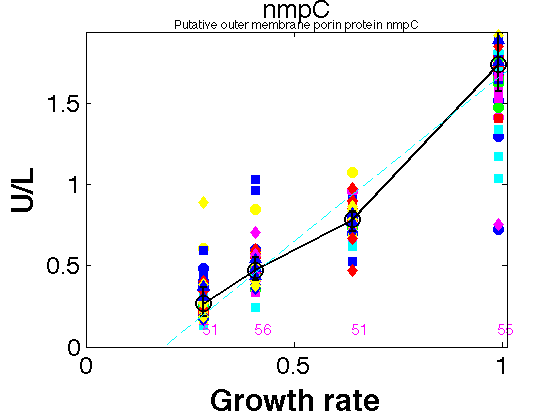 nmpC
Putative outer membrane porin protein nmpC
U/L
1.5
1
0.5
0
51
56
51
55
0
0.5
1
Growth rate